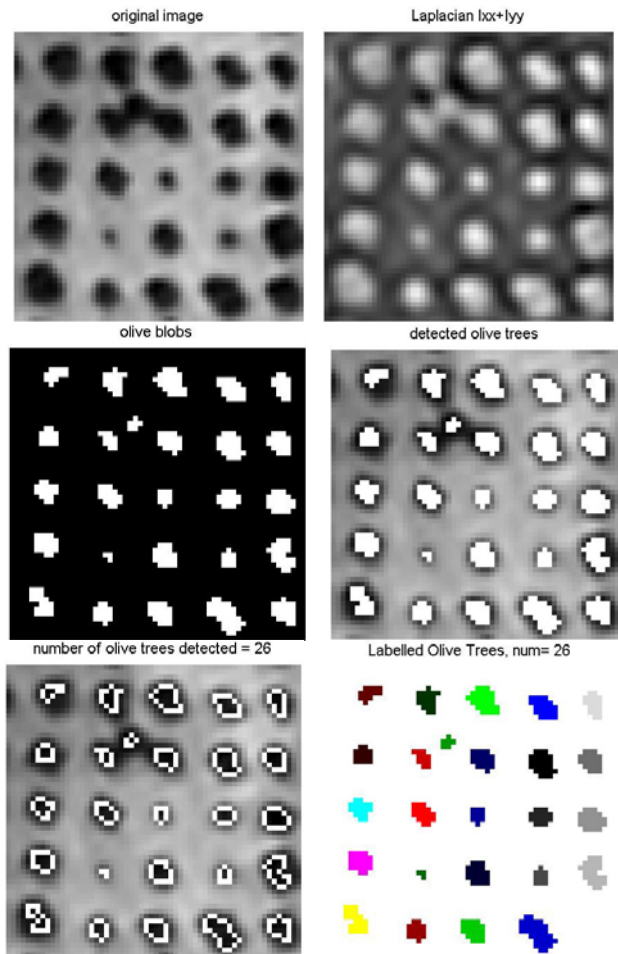 original image
Laplacian Ixx+Iyy
olive blobs
detected olive trees
number of olive trees detected = 26
Labelled Olive Trees, num= 26